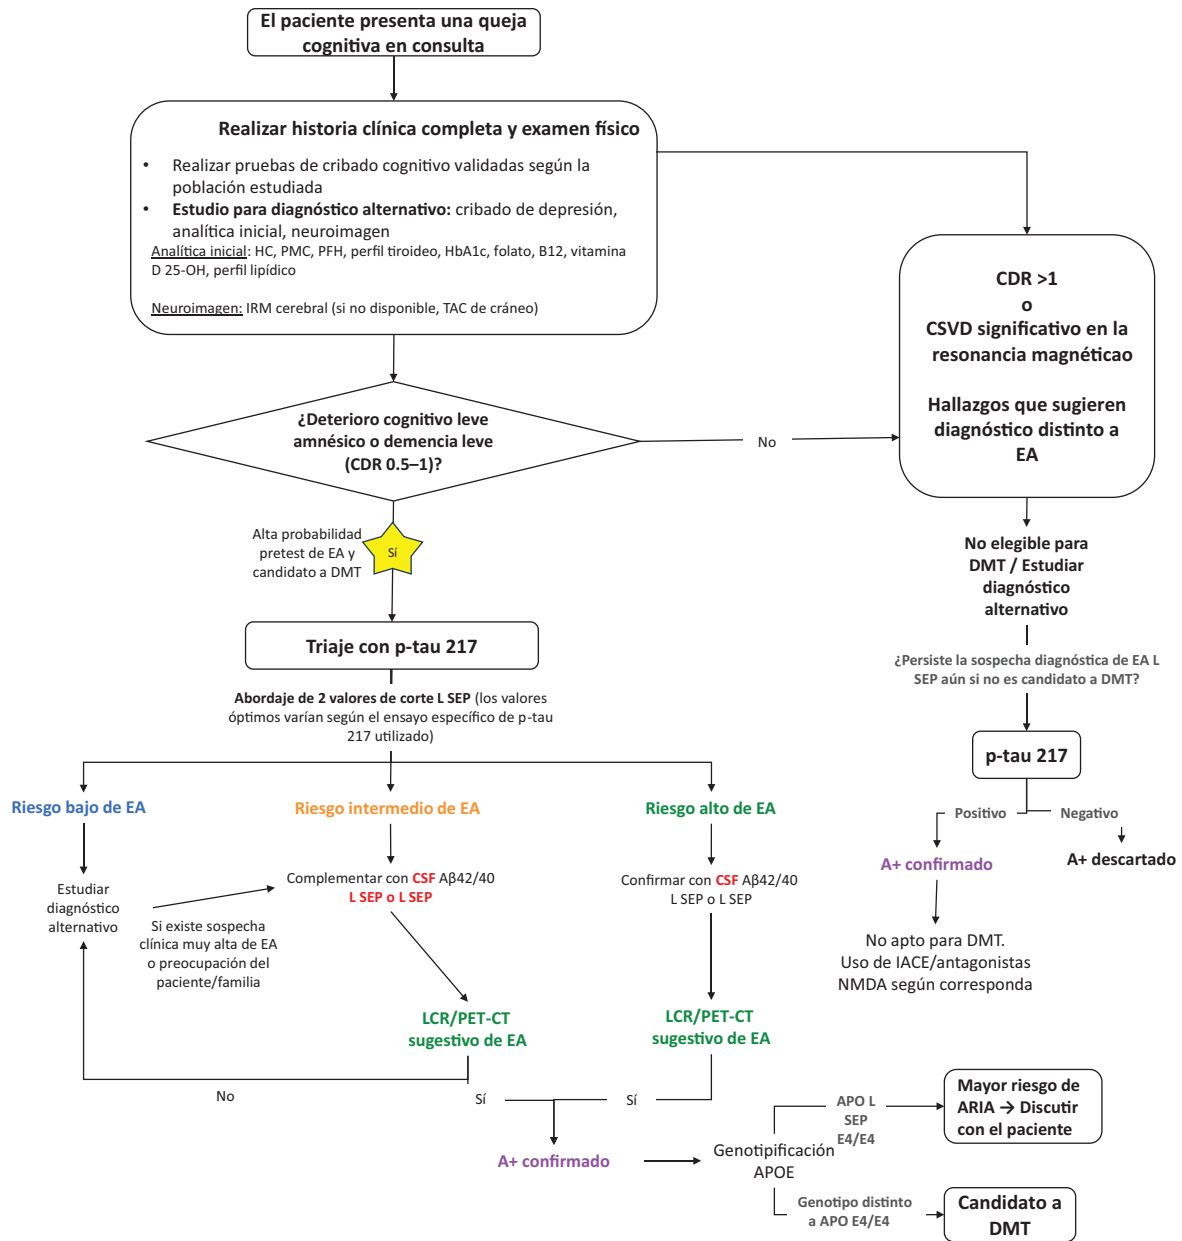 El paciente presenta una queja
cognitiva en consulta
Realizar historia clínica completa y examen físico
• Realizar pruebas de cribado cognitivo validadas según la
población estudiada
• Estudio para diagnóstico alternativo: cribado de depresión,
analítica inicial, neuroimagen
Analítica inicial: HC, PMC, PFH, perfil tiroideo, HbA1c, folato, B12, vitamina
D 25-OH, perfil lipídico
Neuroimagen: IRM cerebral (si no disponible, TAC de cráneo)
CDR >1
o
CSVD significativo en la
resonancia magnéticao
Hallazgos que sugieren
diagnóstico distinto a
EA
¿Deterioro cognitivo leve
amnésico o demencia leve
(CDR 0.5–1)?
No
Alta probabilidad
pretest de EA y
candidato a DMT
Sí
No elegible para
DMT / Estudiar
diagnóstico
alternativo
Triaje con p-tau 217
¿Persiste la sospecha diagnóstica de EA L
SEP aún si no es candidato a DMT?
Abordaje de 2 valores de corte L SEP (los valores
óptimos varían según el ensayo específico de p-tau
217 utilizado)
p-tau 217
Riesgo bajo de EA
Riesgo intermedio de EA
Riesgo alto de EA
Positivo
Negativo
A+ confirmado
A+ descartado
Estudiar
diagnóstico
alternativo
Si existe sospecha
clínica muy alta de EA
o preocupación del
paciente/familia
Complementar con CSF Aβ42/40
L SEP o L SEP
Confirmar con CSF Aβ42/40
L SEP o L SEP
No apto para DMT.
Uso de IACE/antagonistas
NMDA según corresponda
LCR/PET-CT
sugestivo de EA
LCR/PET-CT
sugestivo de EA
No
Sí
Sí
A+ confirmado
Genotipificación
APOE
APO L
SEP
E4/E4
Mayor riesgo de
ARIA → Discutir
con el paciente
Genotipo distinto
a APO E4/E4
Candidato a
DMT